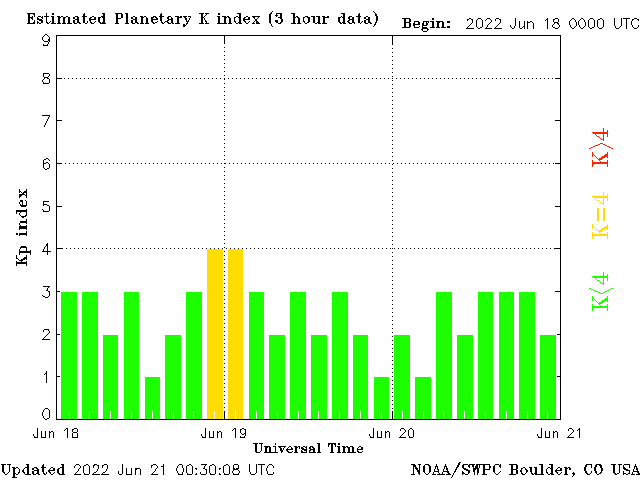 Estimated Planetary K index (3 hour data)
Begin: 2022 Jun 18 0000 UTC
9
8
7
6
5
4
3
2
1
0
Kp index
K>4
K=4
K<4
Jun 18
Jun 19
Jun 20
Jun 21
Universal Time
Updated 2022 Jun 21 00:30:08 UTC
NOAA/SWPC Boulder, CO USA